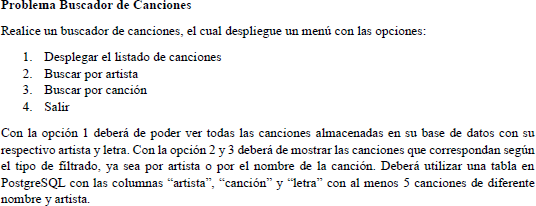 Problema Buscador de Canciones
Realice un buscador de canciones, el cual despliegue un menú con las opciones:
1. Desplegar el listado de canciones
2. Buscar por artista
3. Buscar por canción
4. Salir
Con la opción 1 deberá de poder ver todas las canciones almacenadas en su base de datos con su
respectivo artista y letra. Con la opción 2 y 3 deberá de mostrar las canciones que correspondan según
el tipo de filtrado, ya sea por artista o por el nombre de la canción. Deberá utilizar una tabla en
PostgreSQL con las columnas “artista”, “canción” y “letra” con al menos 5 canciones de diferente
nombre y artista.